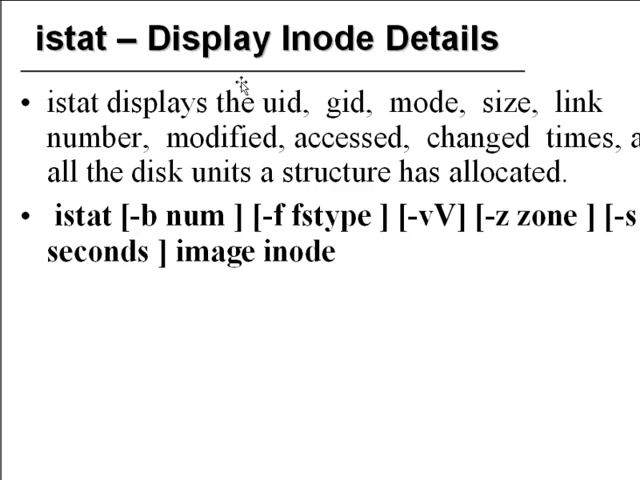 istat – Display Inode Details
• istat displays the uid, gid, mode, size, link
number, modified, accessed, changed times, a
all the disk units a structure has allocated.
• istat [-b num ] [-f fstype ] [-vV] [-z zone ] [-s
seconds ] image inode